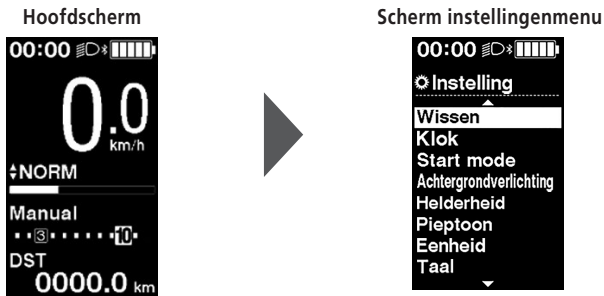 Hoofdscherm
00:00
0.0
km/h
NORM
Manual
3 10
DST
0000.0 km
Scherm instellingenmenu
00:00
Instelling
Wissen
Klok
Start mode
Achtergrondverlichting
Helderheid
Pieptoon
Eenheid
Taal